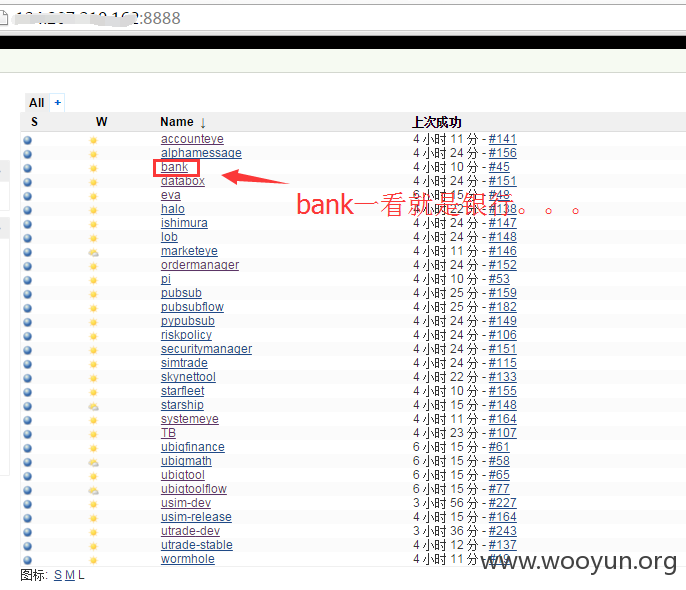 :8888
All +
S W Name ↓ 上次成功
accounteye 4 小时 11 分 - #141
alphamessage 4 小时 24 分 - #156
bank 4 小时 10 分 - #45
databox 4 小时 24 分 - #151
eva 6 小时 15 分 - #48
bank一看就是银行。。。
halo 4 小时 22 分 - #138
ishimura 4 小时 24 分 - #147
lob 4 小时 24 分 - #148
marketeye 4 小时 11 分 - #146
ordermanager 4 小时 24 分 - #152
pi 4 小时 10 分 - #53
pubsub 4 小时 25 分 - #159
pubsubflow 4 小时 25 分 - #182
pypubsub 4 小时 24 分 - #149
riskpolicy 4 小时 24 分 - #106
securitymanager 4 小时 24 分 - #151
simtrade 4 小时 24 分 - #115
skynettool 4 小时 22 分 - #133
starfleet 4 小时 10 分 - #155
starship 4 小时 15 分 - #148
systemeye 4 小时 11 分 - #164
TB 4 小时 23 分 - #107
ubiqfinance 6 小时 15 分 - #61
ubiqmath 6 小时 15 分 - #58
ubiqtool 6 小时 15 分 - #65
ubiqtoolflow 6 小时 15 分 - #77
usim-dev 3 小时 56 分 - #227
usim-release 4 小时 15 分 - #164
utrade-dev 3 小时 36 分 - #243
utrade-stable 4 小时 12 分 - #137
wormhole 4 小时 11 分 -
www.wooyun.org
图标: S M L